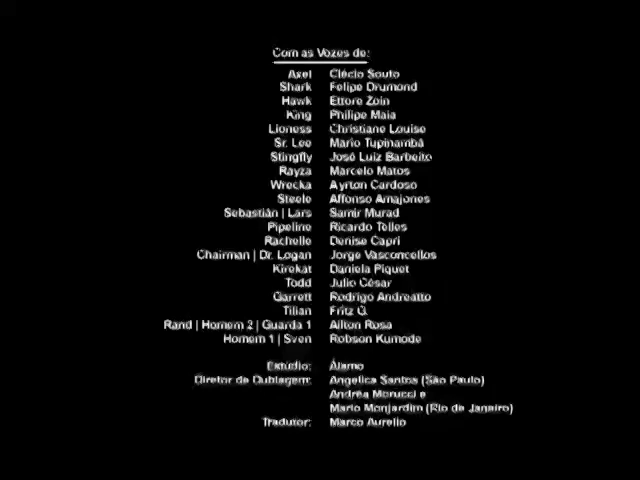 Com as Vozes de:
Axel Clécio Souto
Shark Felipe Drumond
Hawk Ettore Zuin
King Philipe Maia
Lioness Christiane Louise
Sr. Lee Mario Tupinambá
Stingfly José Luiz Barbeito
Rayza Marcelo Matos
Wrecka Ayrton Cardoso
Steele Affonso Amajones
Sebastián | Lars Samir Murad
Pipeline Ricardo Telles
Rachelle Denise Capri
Chairman | Dr. Logan Jorge Vasconcellos
Kirekat Daniela Piquet
Todd Julio César
Garrett Rodrigo Andreatto
Tilian Fritz G.
Rand | Homem 2 | Guarda 1 Ailton Rosa
Homem 1 | Sven Robson Kumode
Estúdio: Álamo
Diretor de Dublagem: Angelica Santos (São Paulo)
Andréa Morucci e
Mario Monjardim (Rio de Janeiro)
Tradutor: Marco Aurelio